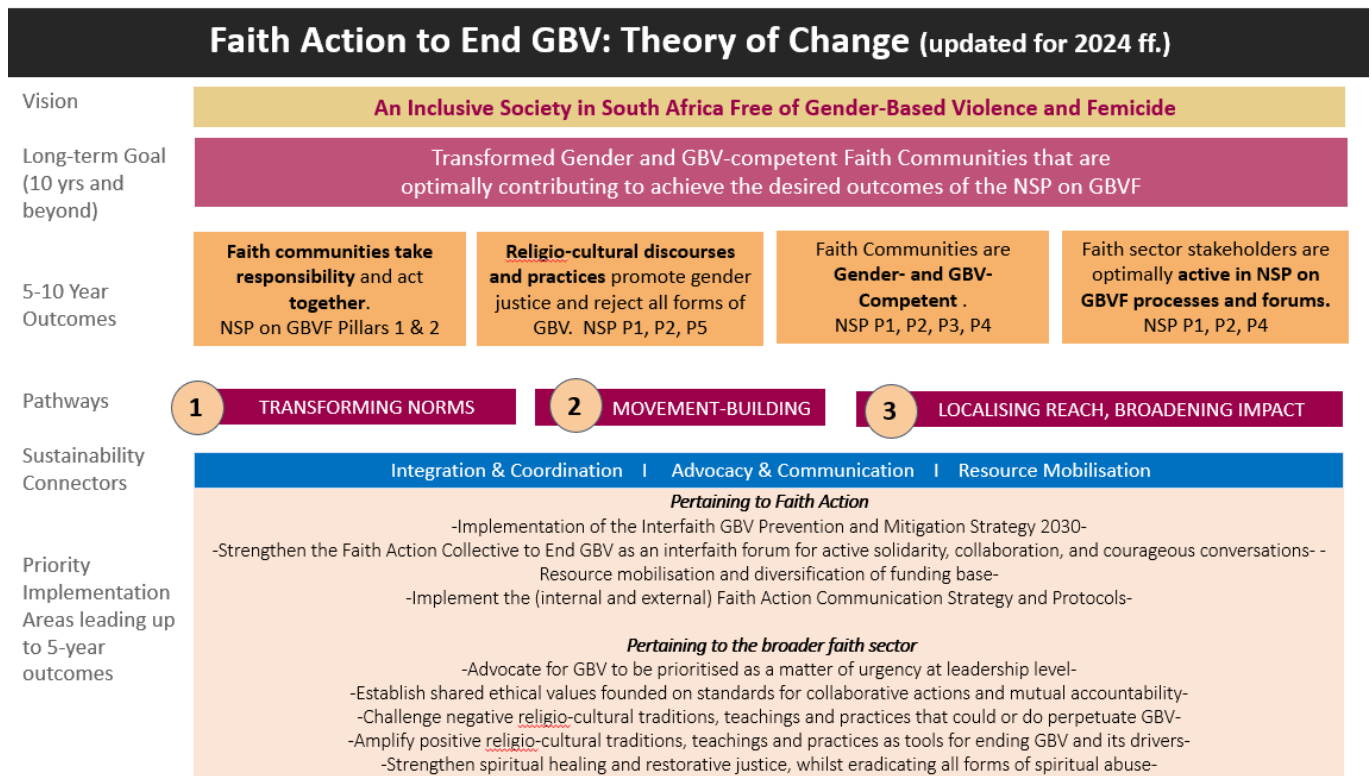 Faith Action to End GBV: Theory of Change (updated for 2024 ff.)
Vision
An Inclusive Society in South Africa Free of Gender-Based Violence and Femicide
Long-term Goal
(10 yrs and
beyond)
Transformed Gender and GBV-competent Faith Communities that are
optimally contributing to achieve the desired outcomes of the NSP on GBVF
5-10 Year
Outcomes
Faith communities take
responsibility and act
together.
NSP on GBVF Pillars 1 & 2
Religio-cultural discourses
and practices promote gender
justice and reject all forms of
GBV. NSP P1, P2, P5
Faith Communities are
Gender- and GBV-
Competent .
NSP P1, P2, P3, P4
Faith sector stakeholders are
optimally active in NSP on
GBVF processes and forums.
NSP P1, P2, P4
Pathways
1 TRANSFORMING NORMS
2 MOVEMENT-BUILDING
3 LOCALISING REACH, BROADENING IMPACT
Sustainability
Connectors
Integration & Coordination I Advocacy & Communication I Resource Mobilisation
Priority
Implementation
Areas leading up
to 5-year
outcomes
Pertaining to Faith Action
-Implementation of the Interfaith GBV Prevention and Mitigation Strategy 2030-
-Strengthen the Faith Action Collective to End GBV as an interfaith forum for active solidarity, collaboration, and courageous conversations- -
Resource mobilisation and diversification of funding base-
-Implement the (internal and external) Faith Action Communication Strategy and Protocols-
Pertaining to the broader faith sector
-Advocate for GBV to be prioritised as a matter of urgency at leadership level-
-Establish shared ethical values founded on standards for collaborative actions and mutual accountability-
-Challenge negative religio-cultural traditions, teachings and practices that could or do perpetuate GBV-
-Amplify positive religio-cultural traditions, teachings and practices as tools for ending GBV and its drivers-
-Strengthen spiritual healing and restorative justice, whilst eradicating all forms of spiritual abuse-